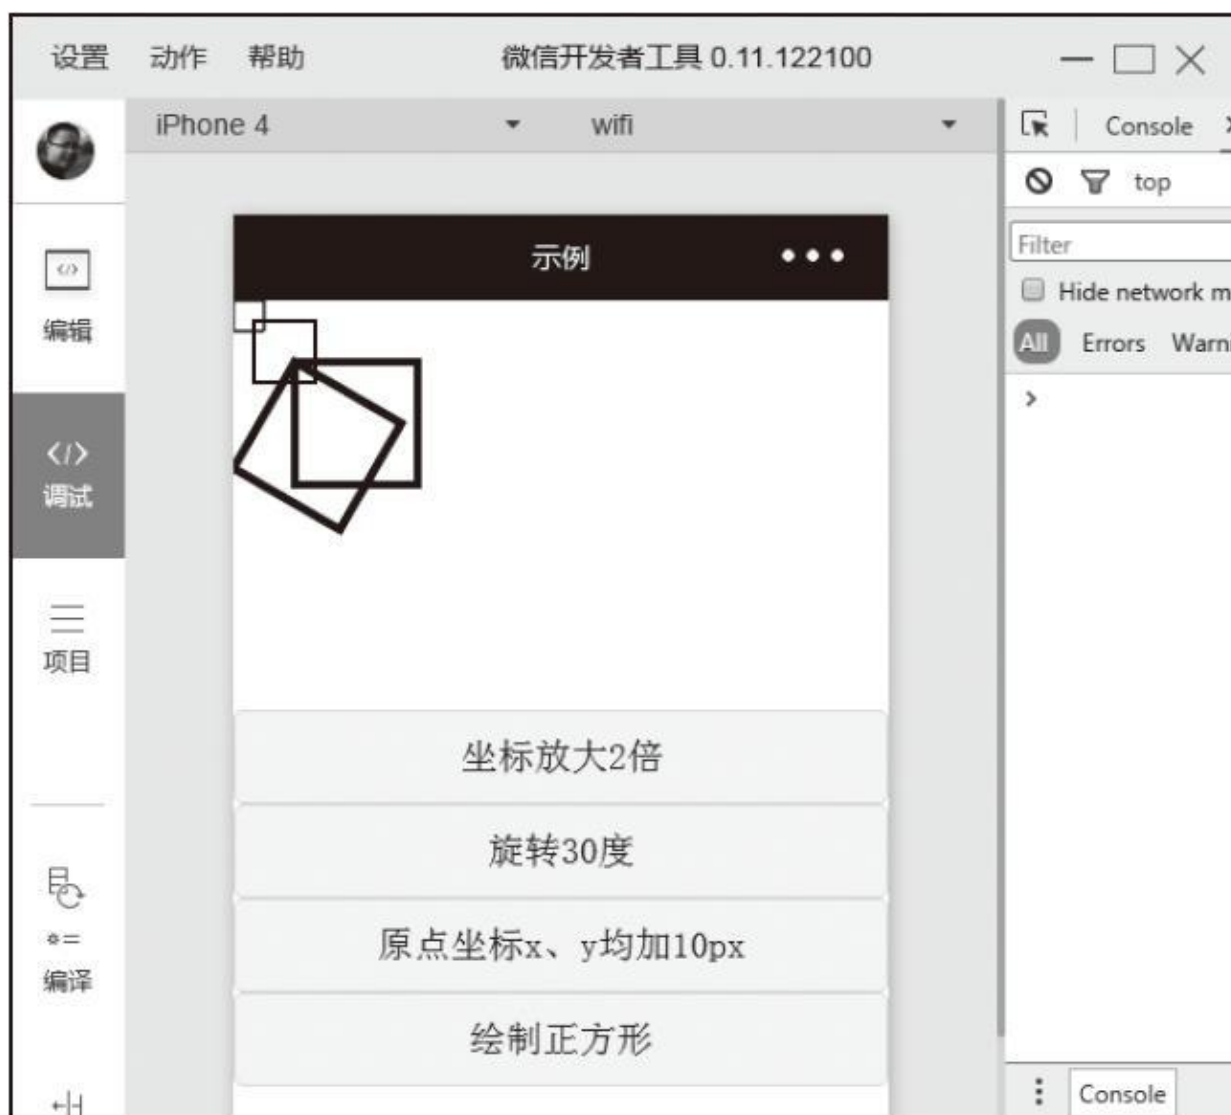 设置 动作 帮助 微信开发者工具 0.11.122100
iPhone 4 wifi
Console
top
Filter
Hide network m
All Errors Warni
示例
编辑
调试
项目
编译
坐标放大2倍
旋转30度
原点坐标x、y均加10px
绘制正方形
Console